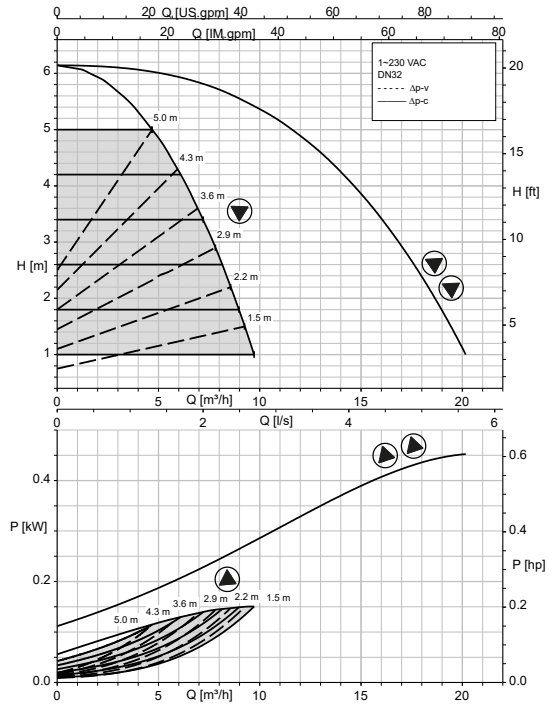 0 20 40 60 80
Q [US.gpm]
Q [IM.gpm]
0 20 40 60 80
1~230 VAC
DN32
Δp-v
Δp-c
6
5
4
3
2
1
H [m]
20
15
10
5
H [ft]
5.0 m
4.3 m
3.6 m
2.9 m
2.2 m
1.5 m
0 5 10 15 20
Q [m³/h]
0 2 4 6
Q [l/s]
0.4
0.2
0.0
P [kW]
0.6
0.4
0.2
0.0
P [hp]
5.0 m 4.3 m 3.6 m 2.9 m 2.2 m 1.5 m
0 5 10 15 20
Q [m³/h]